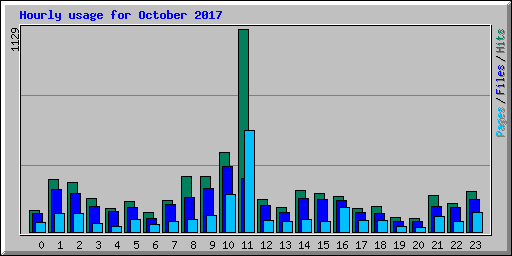 Hourly usage for October 2017
1129
Pages / Files / Hits
0 1 2 3 4 5 6 7 8 9 10 11 12 13 14 15 16 17 18 19 20 21 22 23